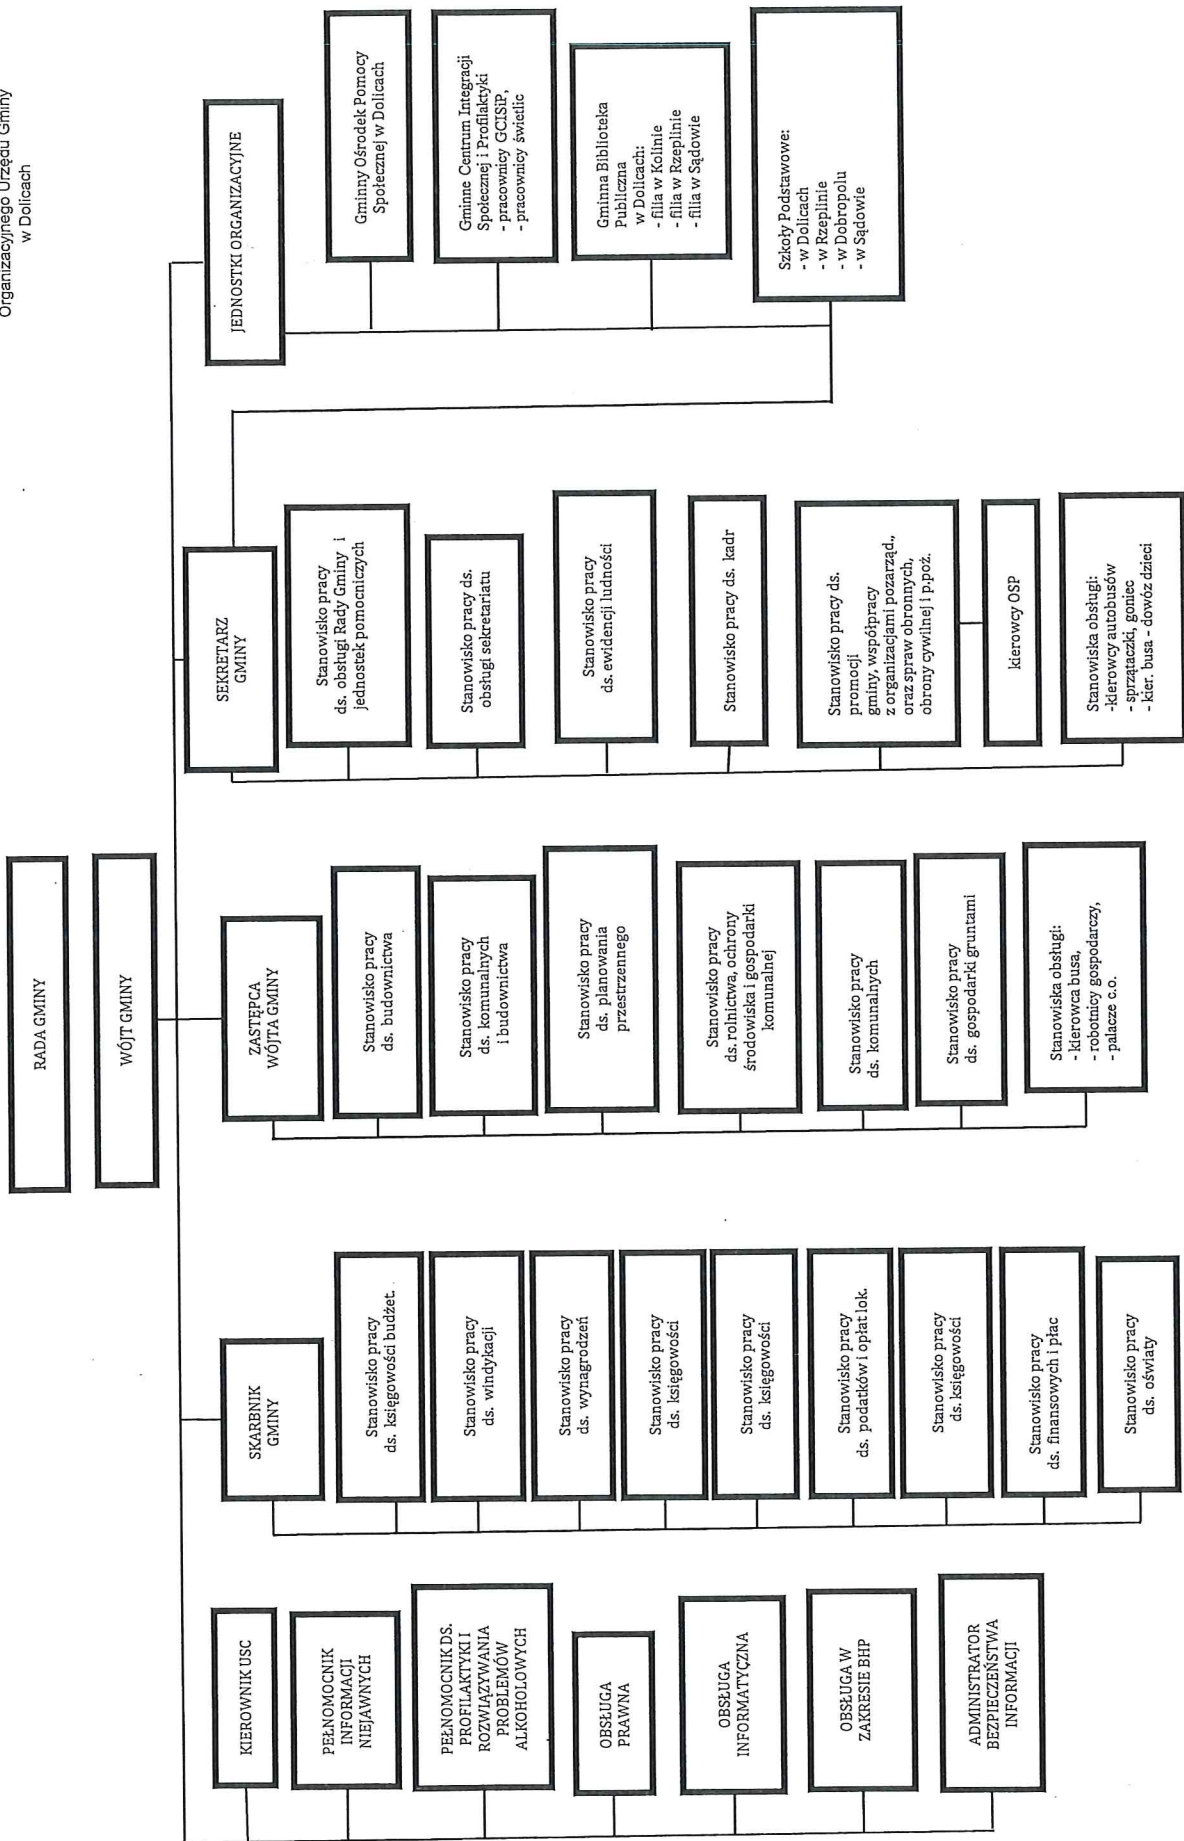 Organizacyjnego Urzędu Gminy
w Dolicach
RADA GMINY
WÓJT GMINY
KIEROWNIK USC
PEŁNOMOCNIK
INFORMACJI
NIEJAWNYCH
PEŁNOMOCNIK DS.
PROFILAKTYKI I
ROZWIĄZYWANIA
PROBLEMÓW
ALKOHOLOWYCH
OBSŁUGA
PRAWNA
OBSŁUGA
INFORMATYCZNA
OBSŁUGA W
ZAKRESIE BHP
ADMINISTRATOR
BEZPIECZEŃSTWA
INFORMACJI
SKARBNIK
GMINY
Stanowisko pracy
ds. księgowości budżet.
Stanowisko pracy
ds. windykacji
Stanowisko pracy
ds. wynagrodzeń
Stanowisko pracy
ds. księgowości
Stanowisko pracy
ds. księgowości
Stanowisko pracy
ds. podatków i opłat lok.
Stanowisko pracy
ds. księgowości
Stanowisko pracy
ds. finansowych i płac
Stanowisko pracy
ds. oświaty
ZASTĘPCA
WÓJTA GMINY
Stanowisko pracy
ds. budownictwa
Stanowisko pracy
ds. komunalnych
i budownictwa
Stanowisko pracy
ds. planowania
przestrzennego
Stanowisko pracy
ds. rolnictwa, ochrony
środowiska i gospodarki
komunalnej
Stanowisko pracy
ds. komunalnych
Stanowisko pracy
ds. gospodarki gruntami
Stanowiska obsługi:
- kierowca busa,
- robotnicy gospodarczy,
- palacze c.o.
SEKRETARZ
GMINY
Stanowisko pracy
ds. obsługi Rady Gminy i
jednostek pomocniczych
Stanowisko pracy ds.
obsługi sekretariatu
Stanowisko pracy
ds. ewidencji ludności
Stanowisko pracy ds. kadr
Stanowisko pracy ds.
promocji
gminy, współpracy
z organizacjami pozarząd.,
oraz spraw obronnych,
obrony cywilnej i p.poż.
kierowcy OSP
Stanowiska obsługi:
-kierowcy autobusów
- sprzątaczki, goniec
- kier. busa - dowóz dzieci
JEDNOSTKI ORGANIZACYJNE
Gminny Ośrodek Pomocy
Społecznej w Dolicach
Gminne Centrum Integracji
Społecznej i Profilaktyki
- pracownicy GCISiP,
- pracownicy świetlic
Gminna Biblioteka
Publiczna
w Dolicach:
- filia w Kolinie
- filia w Rzeplinie
- filia w Sądowie
Szkoły Podstawowe:
- w Dolicach
- w Rzeplinie
- w Dobropolu
- w Sądowie